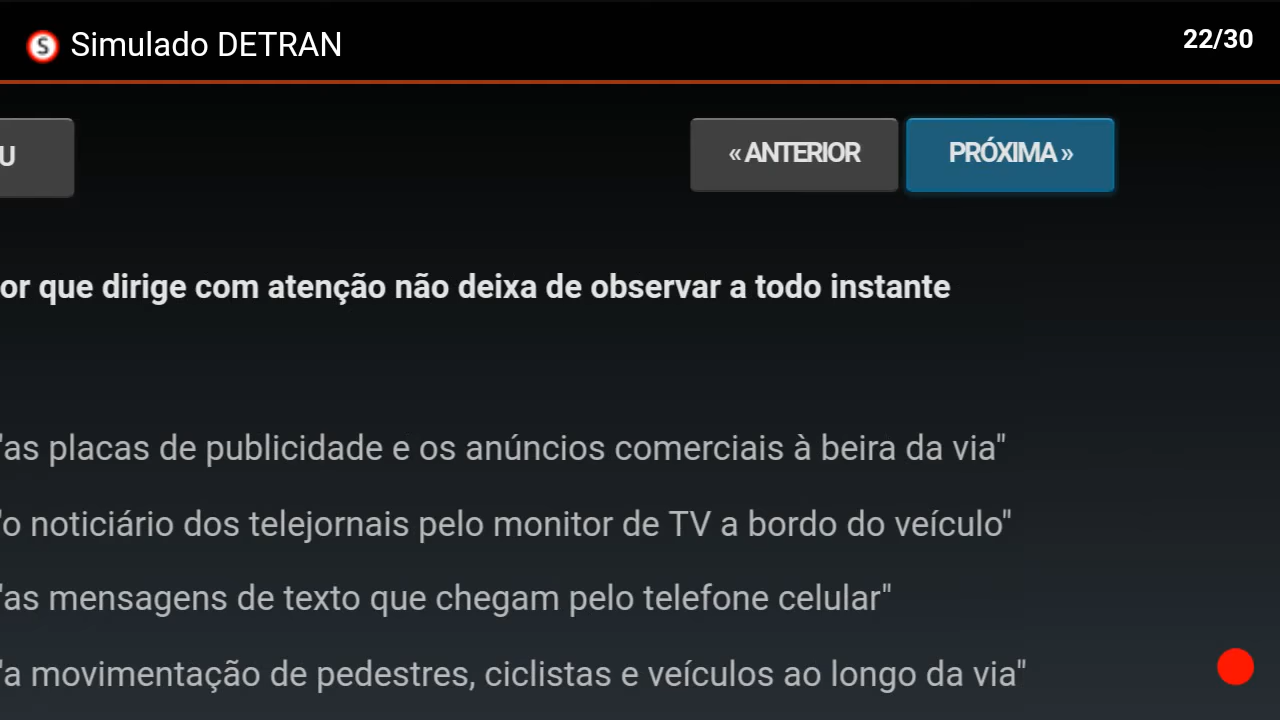 S Simulado DETRAN
22/30
U
« ANTERIOR
PRÓXIMA »
or que dirige com atenção não deixa de observar a todo instante
"as placas de publicidade e os anúncios comerciais à beira da via"
"o noticiário dos telejornais pelo monitor de TV a bordo do veículo"
"as mensagens de texto que chegam pelo telefone celular"
"a movimentação de pedestres, ciclistas e veículos ao longo da via"